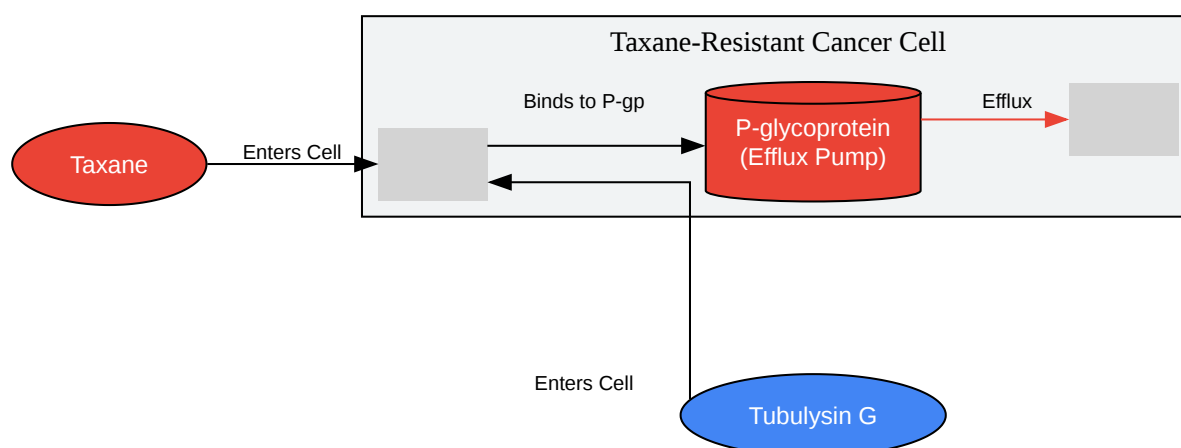 Taxane-Resistant Cancer Cell
Binds to P-gp
Efflux
P-glycoprotein
(Efflux Pump)
Taxane
Enters Cell
Enters Cell
Tubulysin G